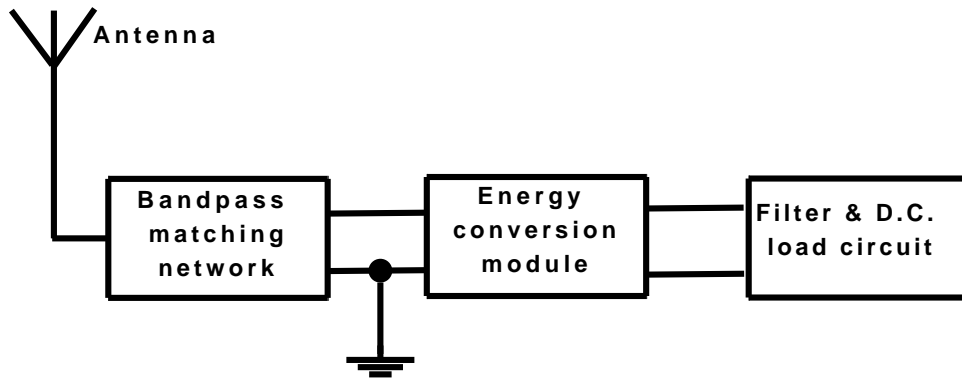 Antenna
Bandpass
matching
network
Energy
conversion
module
Filter & D.C.
load circuit